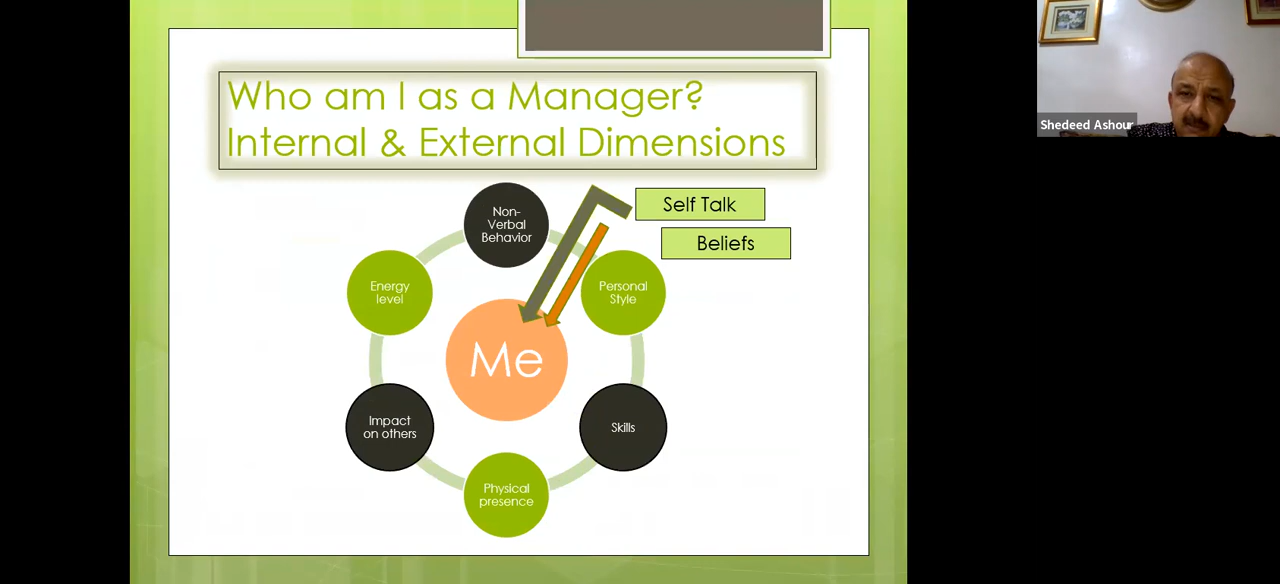 Who am I as a Manager?
Internal & External Dimensions
Shedeed Ashour
Self Talk
Beliefs
Non-
Verbal
Behavior
Personal
Style
Skills
Physical
presence
Impact
on others
Energy
level
Me